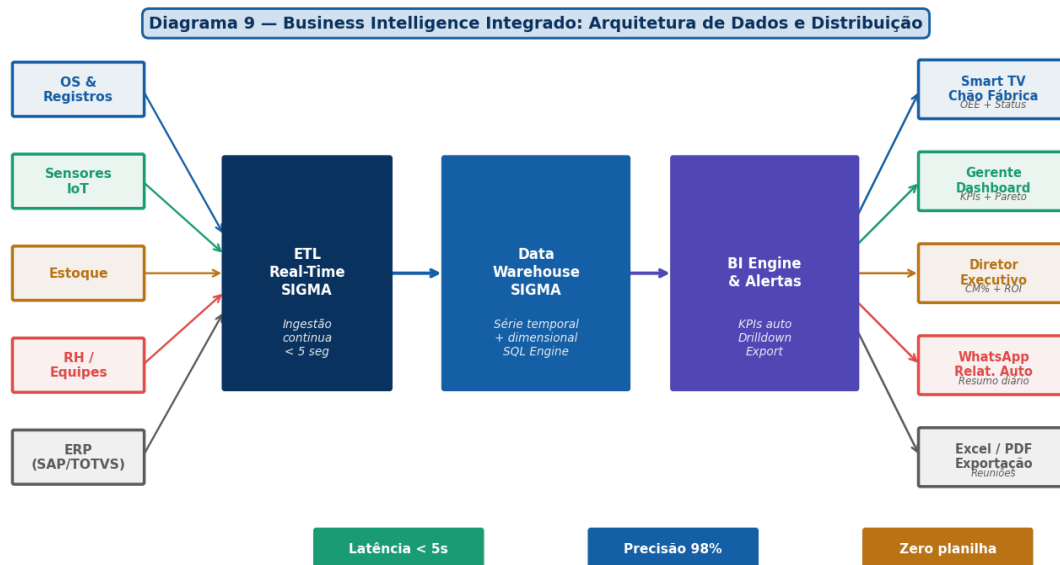 Diagrama 9 — Business Intelligence Integrado: Arquitetura de Dados e Distribuição
OS &
Registros
Sensores
IoT
Estoque
RH /
Equipes
ERP
(SAP/TOTVS)
ETL
Real-Time
SIGMA
Ingestão
continua
< 5 seg
Data
Warehouse
SIGMA
Série temporal
+ dimensional
SQL Engine
BI Engine
& Alertas
KPIs auto
Drilldown
Export
Smart TV
Chão Fábrica
OEE + Status
Gerente
Dashboard
KPIs + Pareto
Diretor
Executivo
CM% + ROI
WhatsApp
Relat. Auto
Resumo diário
Excel / PDF
Exportação
Reuniões
Latência < 5s
Precisão 98%
Zero planilha